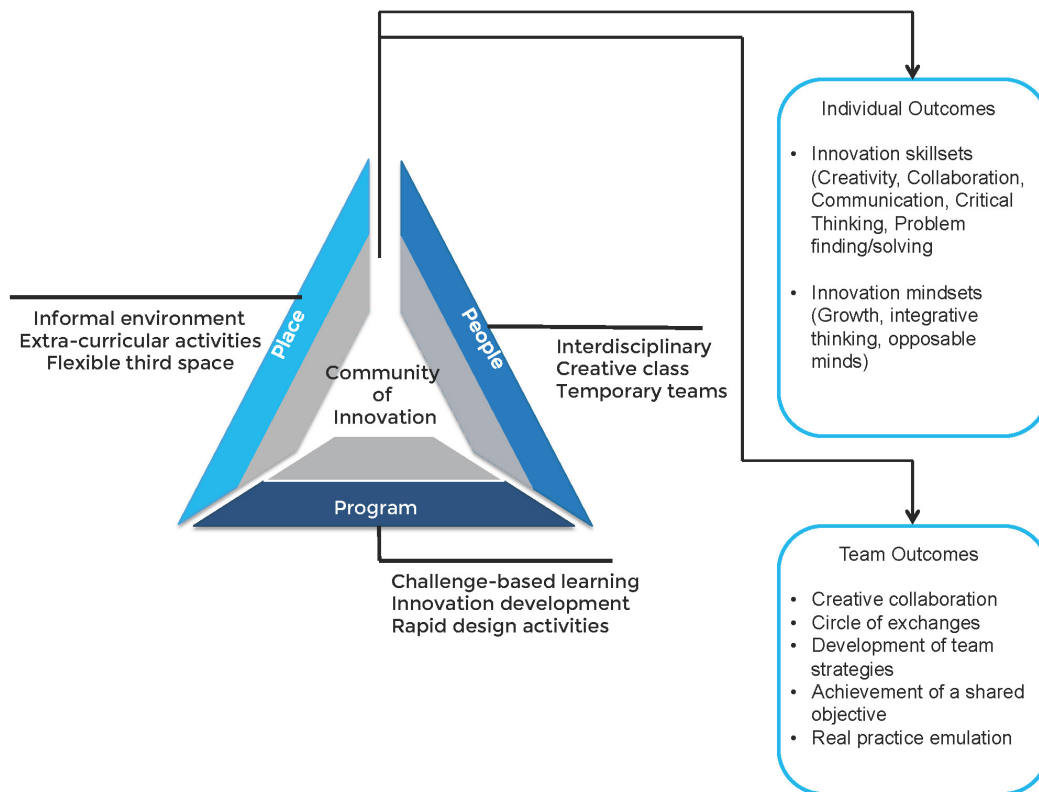 Individual Outcomes
• Innovation skillsets
(Creativity, Collaboration,
Communication, Critical
Thinking, Problem
finding/solving
• Innovation mindsets
(Growth, integrative
thinking, opposable
minds)
Place
Informal environment
Extra-curricular activities
Flexible third space
People
Interdisciplinary
Creative class
Temporary teams
Community
of
Innovation
Program
Challenge-based learning
Innovation development
Rapid design activities
Team Outcomes
• Creative collaboration
• Circle of exchanges
• Development of team
strategies
• Achievement of a shared
objective
• Real practice emulation